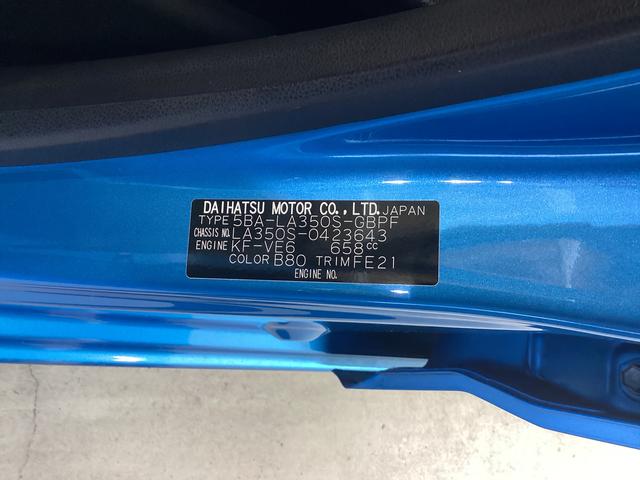 DAIHATSU MOTOR CO., LTD. JAPAN
TYPE 5BA-LA350S-GBPF
CHASSIS NO. LA350S-0423643
ENGINE KF-VE6 658cc
COLOR B80 TRIM FE21
ENGINE NO.